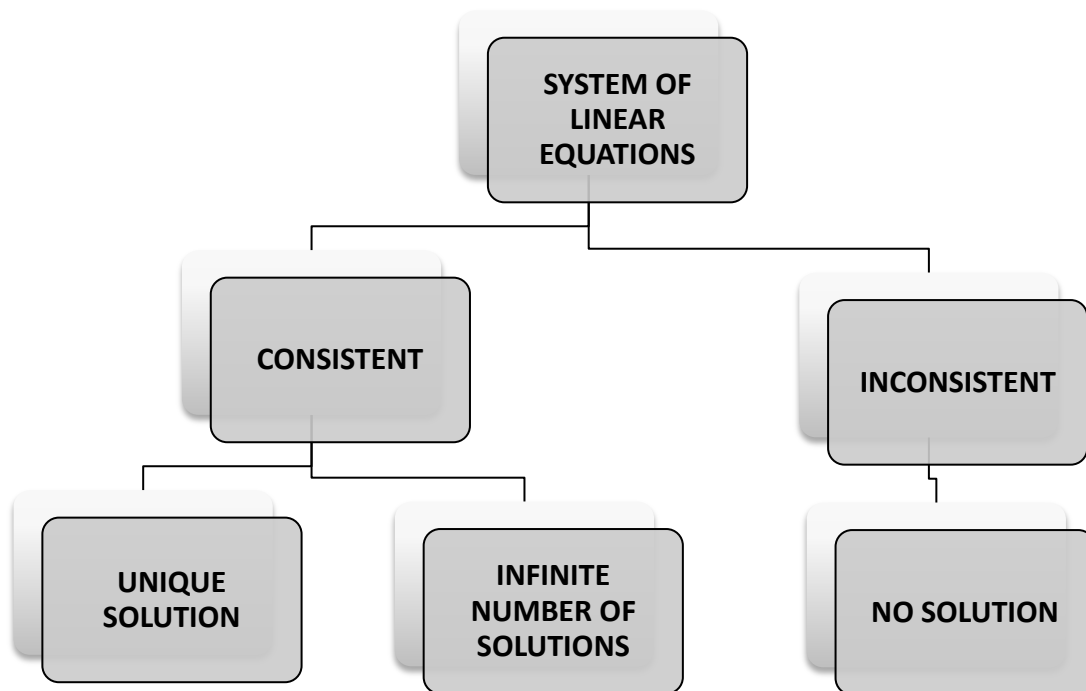 SYSTEM OF
LINEAR
EQUATIONS
CONSISTENT
INCONSISTENT
UNIQUE
SOLUTION
INFINITE
NUMBER OF
SOLUTIONS
NO SOLUTION